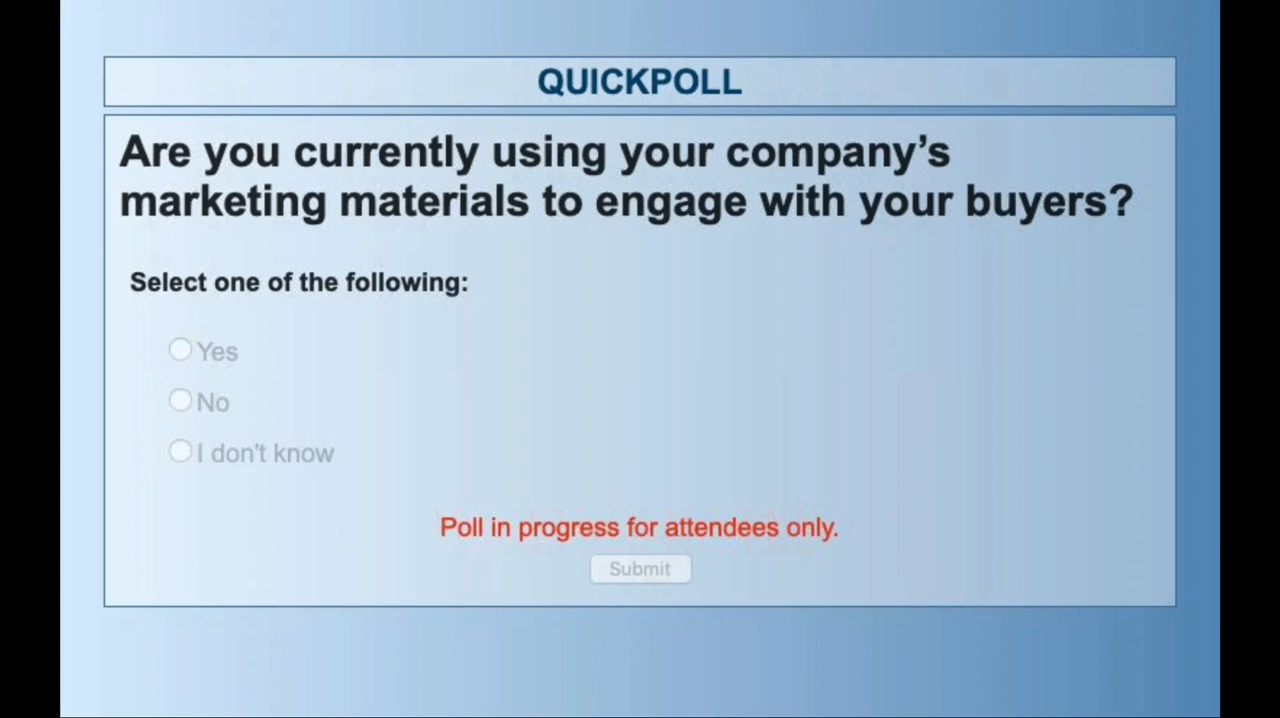 QUICKPOLL
Are you currently using your company’s
marketing materials to engage with your buyers?
Select one of the following:
Yes
No
I don't know
Poll in progress for attendees only.
Submit